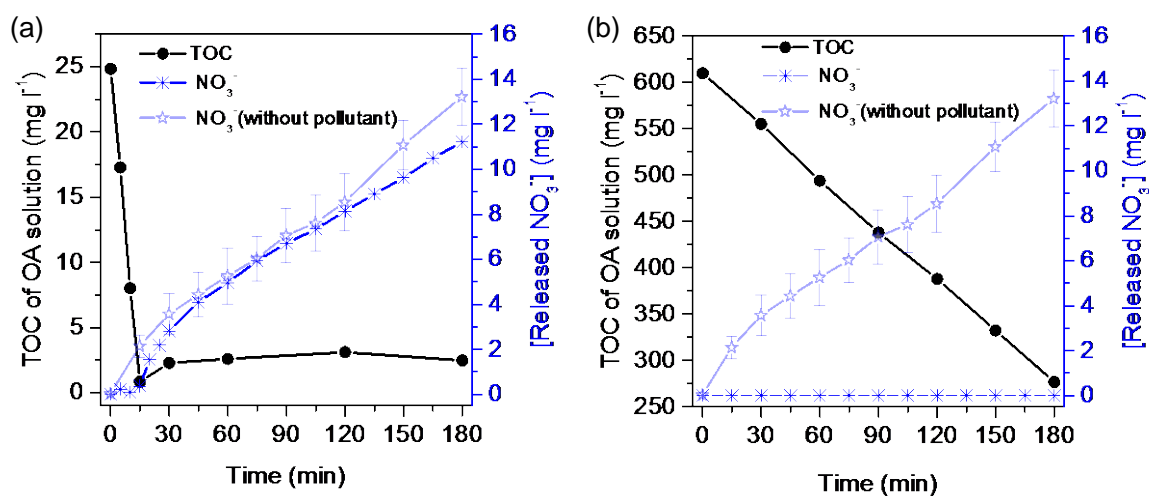 (a)
TOC
NO₃⁻
NO₃⁻(without pollutant)
TOC of OA solution (mg l⁻¹)
25
20
15
10
5
0
[Released NO₃⁻] (mg l⁻¹)
16
14
12
10
8
6
4
2
0
0 30 60 90 120 150 180
Time (min)
(b)
TOC
NO₃⁻
NO₃⁻(without pollutant)
TOC of OA solution (mg l⁻¹)
650
600
550
500
450
400
350
300
250
[Released NO₃⁻] (mg l⁻¹)
16
14
12
10
8
6
4
2
0
0 30 60 90 120 150 180
Time (min)